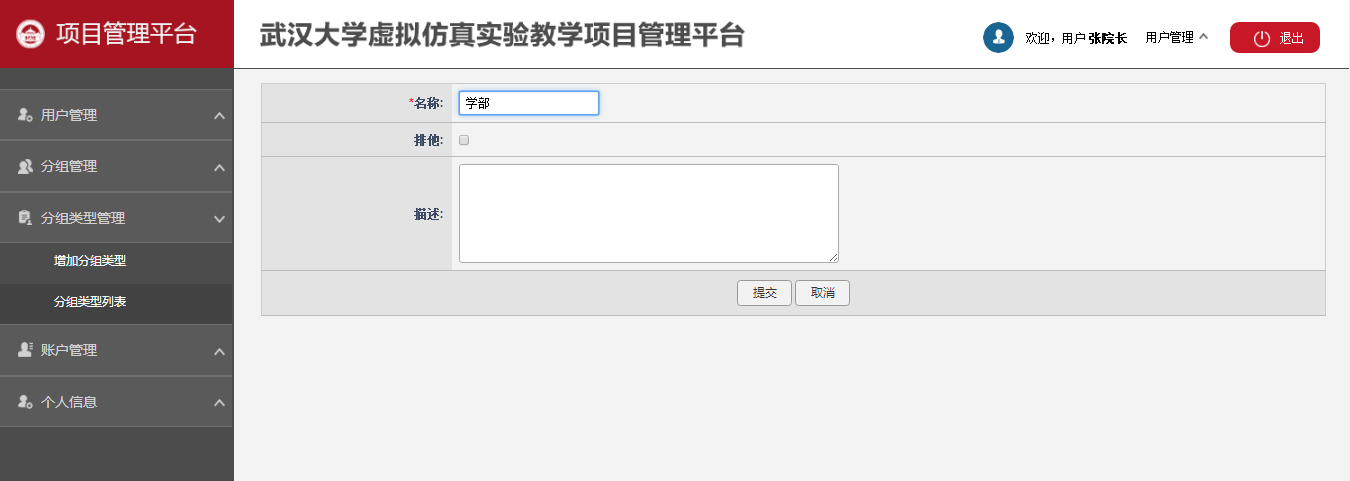 项目管理平台
武汉大学虚拟仿真实验教学项目管理平台
欢迎，用户 张院长 用户管理 退出
用户管理
分组管理
分组类型管理
增加分组类型
分组类型列表
账户管理
个人信息
*名称: 学部
排他:
描述:
提交 取消